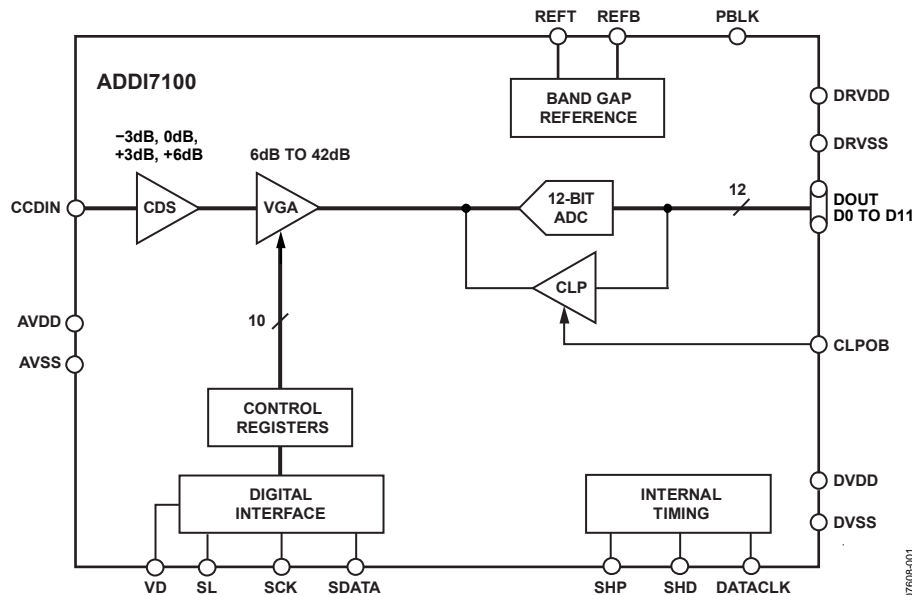 REFT
REFB
PBLK
ADDI7100
BAND GAP
REFERENCE
DRVDD
DRVSS
−3dB, 0dB,
+3dB, +6dB
6dB TO 42dB
CCDIN
CDS
VGA
12-BIT
ADC
12
DOUT
D0 TO D11
CLP
AVDD
AVSS
10
CLPOB
CONTROL
REGISTERS
DIGITAL
INTERFACE
INTERNAL
TIMING
DVDD
DVSS
VD
SL
SCK
SDATA
SHP
SHD
DATACLK
07608-001